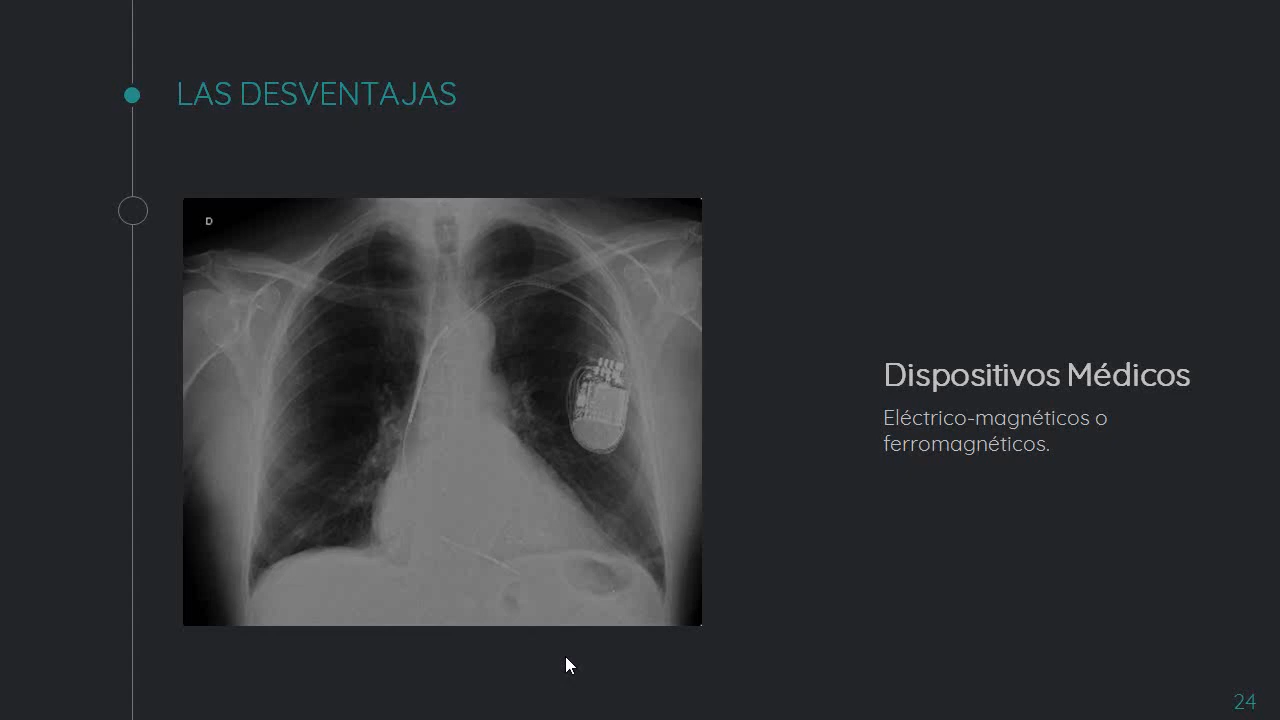 LAS DESVENTAJAS
D
Dispositivos Médicos
Eléctrico-magnéticos o
ferromagnéticos.
24